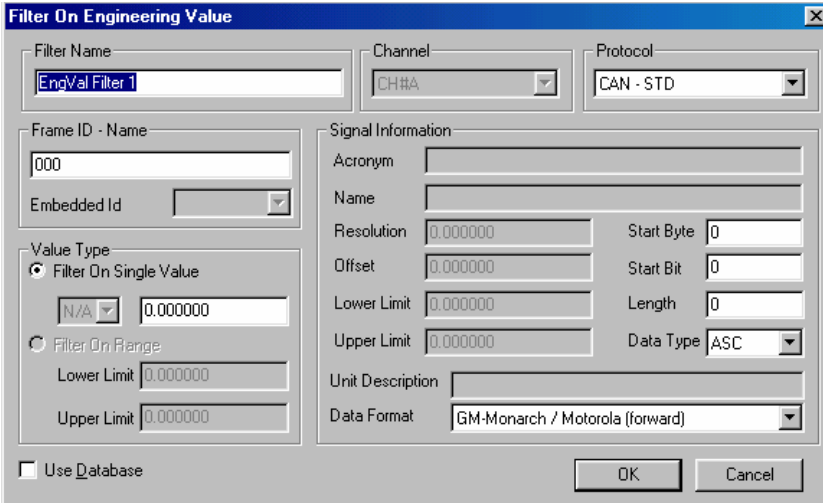 Filter On Engineering Value
Filter Name
EngVal Filter 1
Channel
CH#A
Protocol
CAN - STD
Frame ID - Name
000
Embedded Id
Value Type
Filter On Single Value
N/A
0.000000
Filter On Range
Lower Limit 0.000000
Upper Limit 0.000000
Signal Information
Acronym
Name
Resolution 0.000000
Start Byte 0
Offset 0.000000
Start Bit 0
Lower Limit 0.000000
Length 0
Upper Limit 0.000000
Data Type ASC
Unit Description
Data Format GM-Monarch / Motorola (forward)
Use Database
OK
Cancel